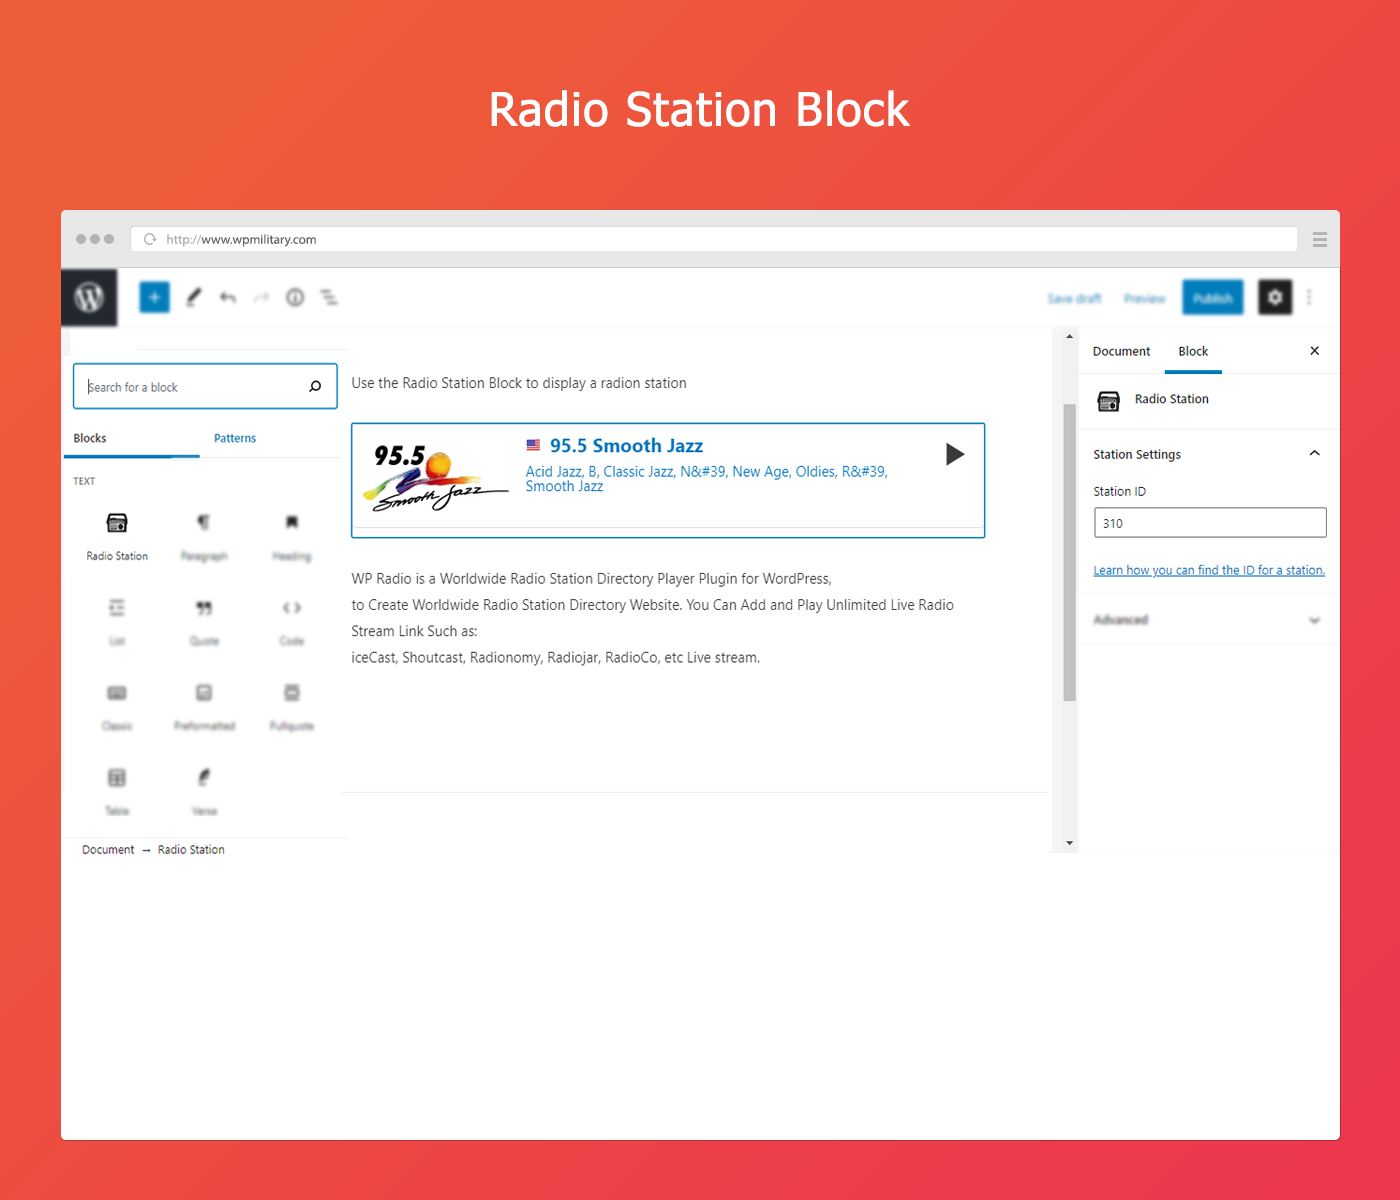 Radio Station Block
http://www.wpmilitary.com
Save draft
Preview
Publish
Search for a block
Blocks
Patterns
TEXT
Radio Station
Paragraph
Heading
List
Quote
Code
Classic
Preformatted
Pullquote
Table
Verse
Document → Radio Station
Use the Radio Station Block to display a radion station
95.5
Smooth Jazz
95.5 Smooth Jazz
Acid Jazz, B, Classic Jazz, N&#39, New Age, Oldies, R&#39,
Smooth Jazz
WP Radio is a Worldwide Radio Station Directory Player Plugin for WordPress,
to Create Worldwide Radio Station Directory Website. You Can Add and Play Unlimited Live Radio
Stream Link Such as:
iceCast, Shoutcast, Radionomy, Radiojar, RadioCo, etc Live stream.
Document
Block
Radio Station
Station Settings
Station ID
310
Learn how you can find the ID for a station.
Advanced